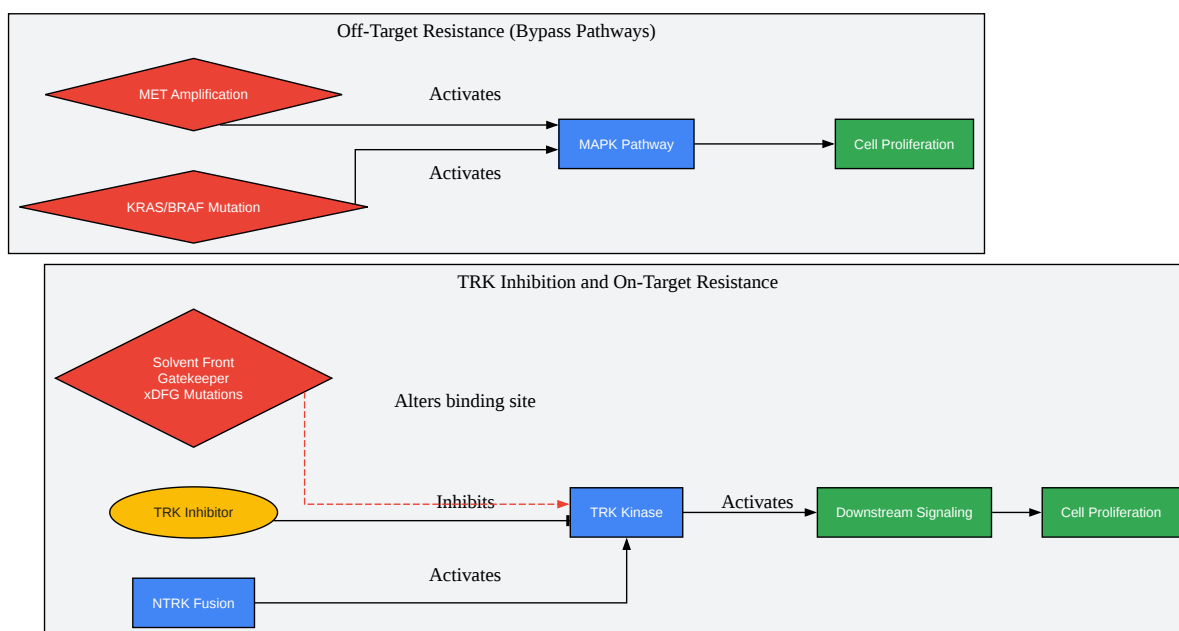 Off-Target Resistance (Bypass Pathways)
MET Amplification
Activates
MAPK Pathway
Cell Proliferation
Activates
KRAS/BRAF Mutation
TRK Inhibition and On-Target Resistance
Solvent Front
Gatekeeper
xDFG Mutations
Alters binding site
TRK Inhibitor
Inhibits
TRK Kinase
Activates
Downstream Signaling
Cell Proliferation
Activates
NTRK Fusion